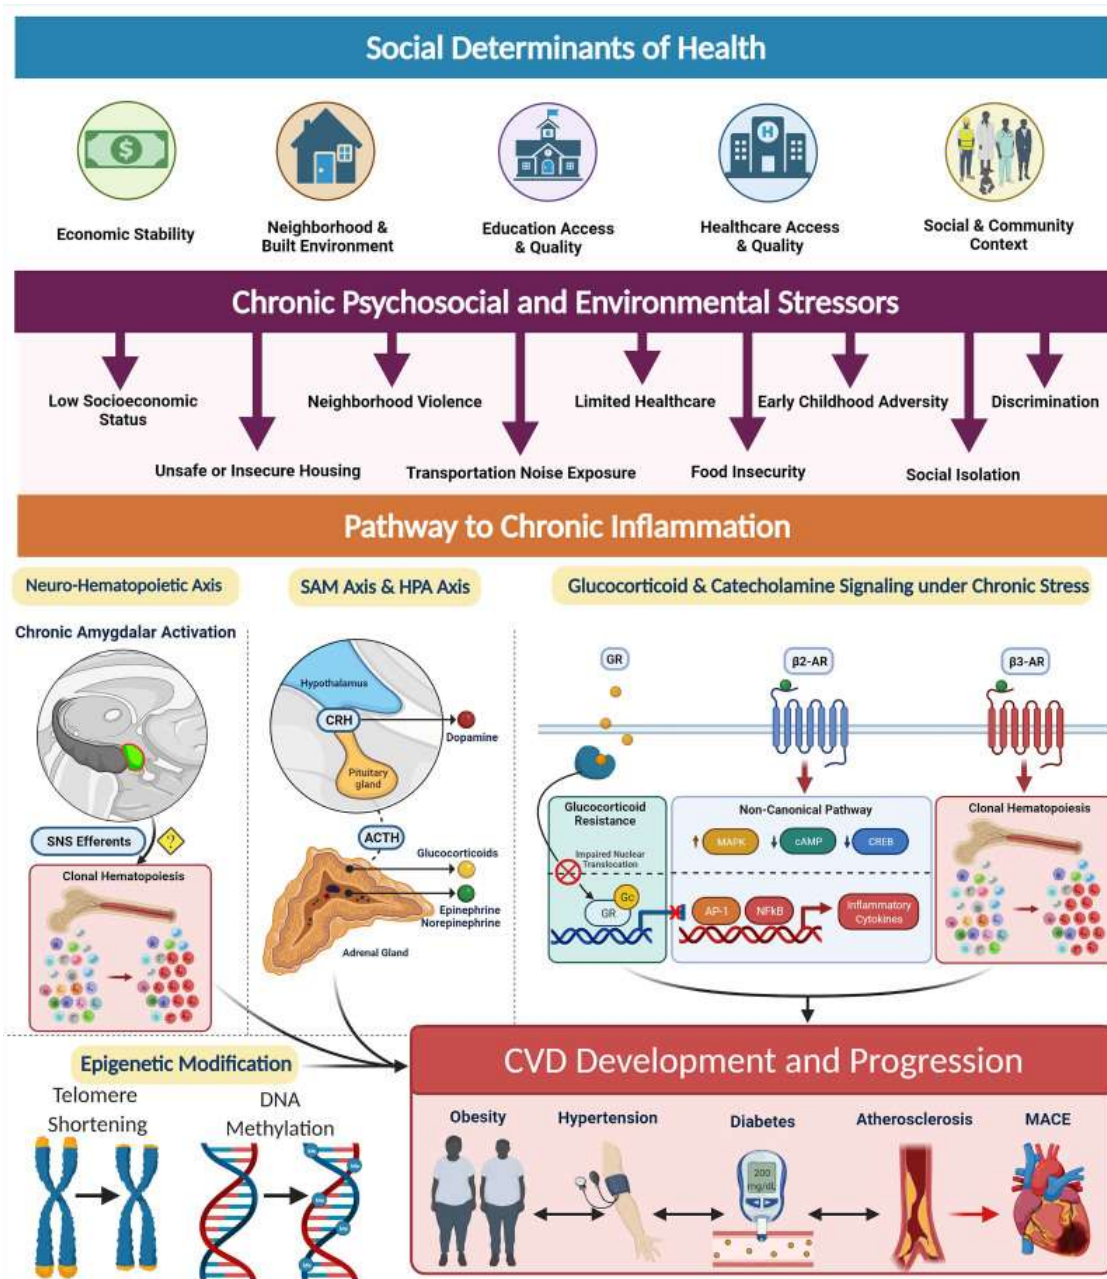 Social Determinants of Health
Economic Stability
Neighborhood &
Built Environment
Education Access
& Quality
Healthcare Access
& Quality
Social & Community
Context
Chronic Psychosocial and Environmental Stressors
Low Socioeconomic
Status
Neighborhood Violence
Limited Healthcare
Early Childhood Adversity
Discrimination
Unsafe or Insecure Housing
Transportation Noise Exposure
Food Insecurity
Social Isolation
Pathway to Chronic Inflammation
Neuro-Hematopoietic Axis
Chronic Amygdalar Activation
SNS Efferents
?
Clonal Hematopoiesis
SAM Axis & HPA Axis
Hypothalamus
CRH
Dopamine
Pituitary
gland
ACTH
Glucocorticoids
Epinephrine
Norepinephrine
Adrenal Gland
Glucocorticoid & Catecholamine Signaling under Chronic Stress
GR
β2-AR
β3-AR
Glucocorticoid
Resistance
Impaired Nuclear
Translocation
Gc
GR
Non-Canonical Pathway
MAPK
cAMP
CREB
AP-1
NFkB
Inflammatory
Cytokines
Clonal Hematopoiesis
Epigenetic Modification
Telomere
Shortening
DNA
Methylation
CVD Development and Progression
Obesity
Hypertension
Diabetes
Atherosclerosis
MACE
200
mg/dL
H
$